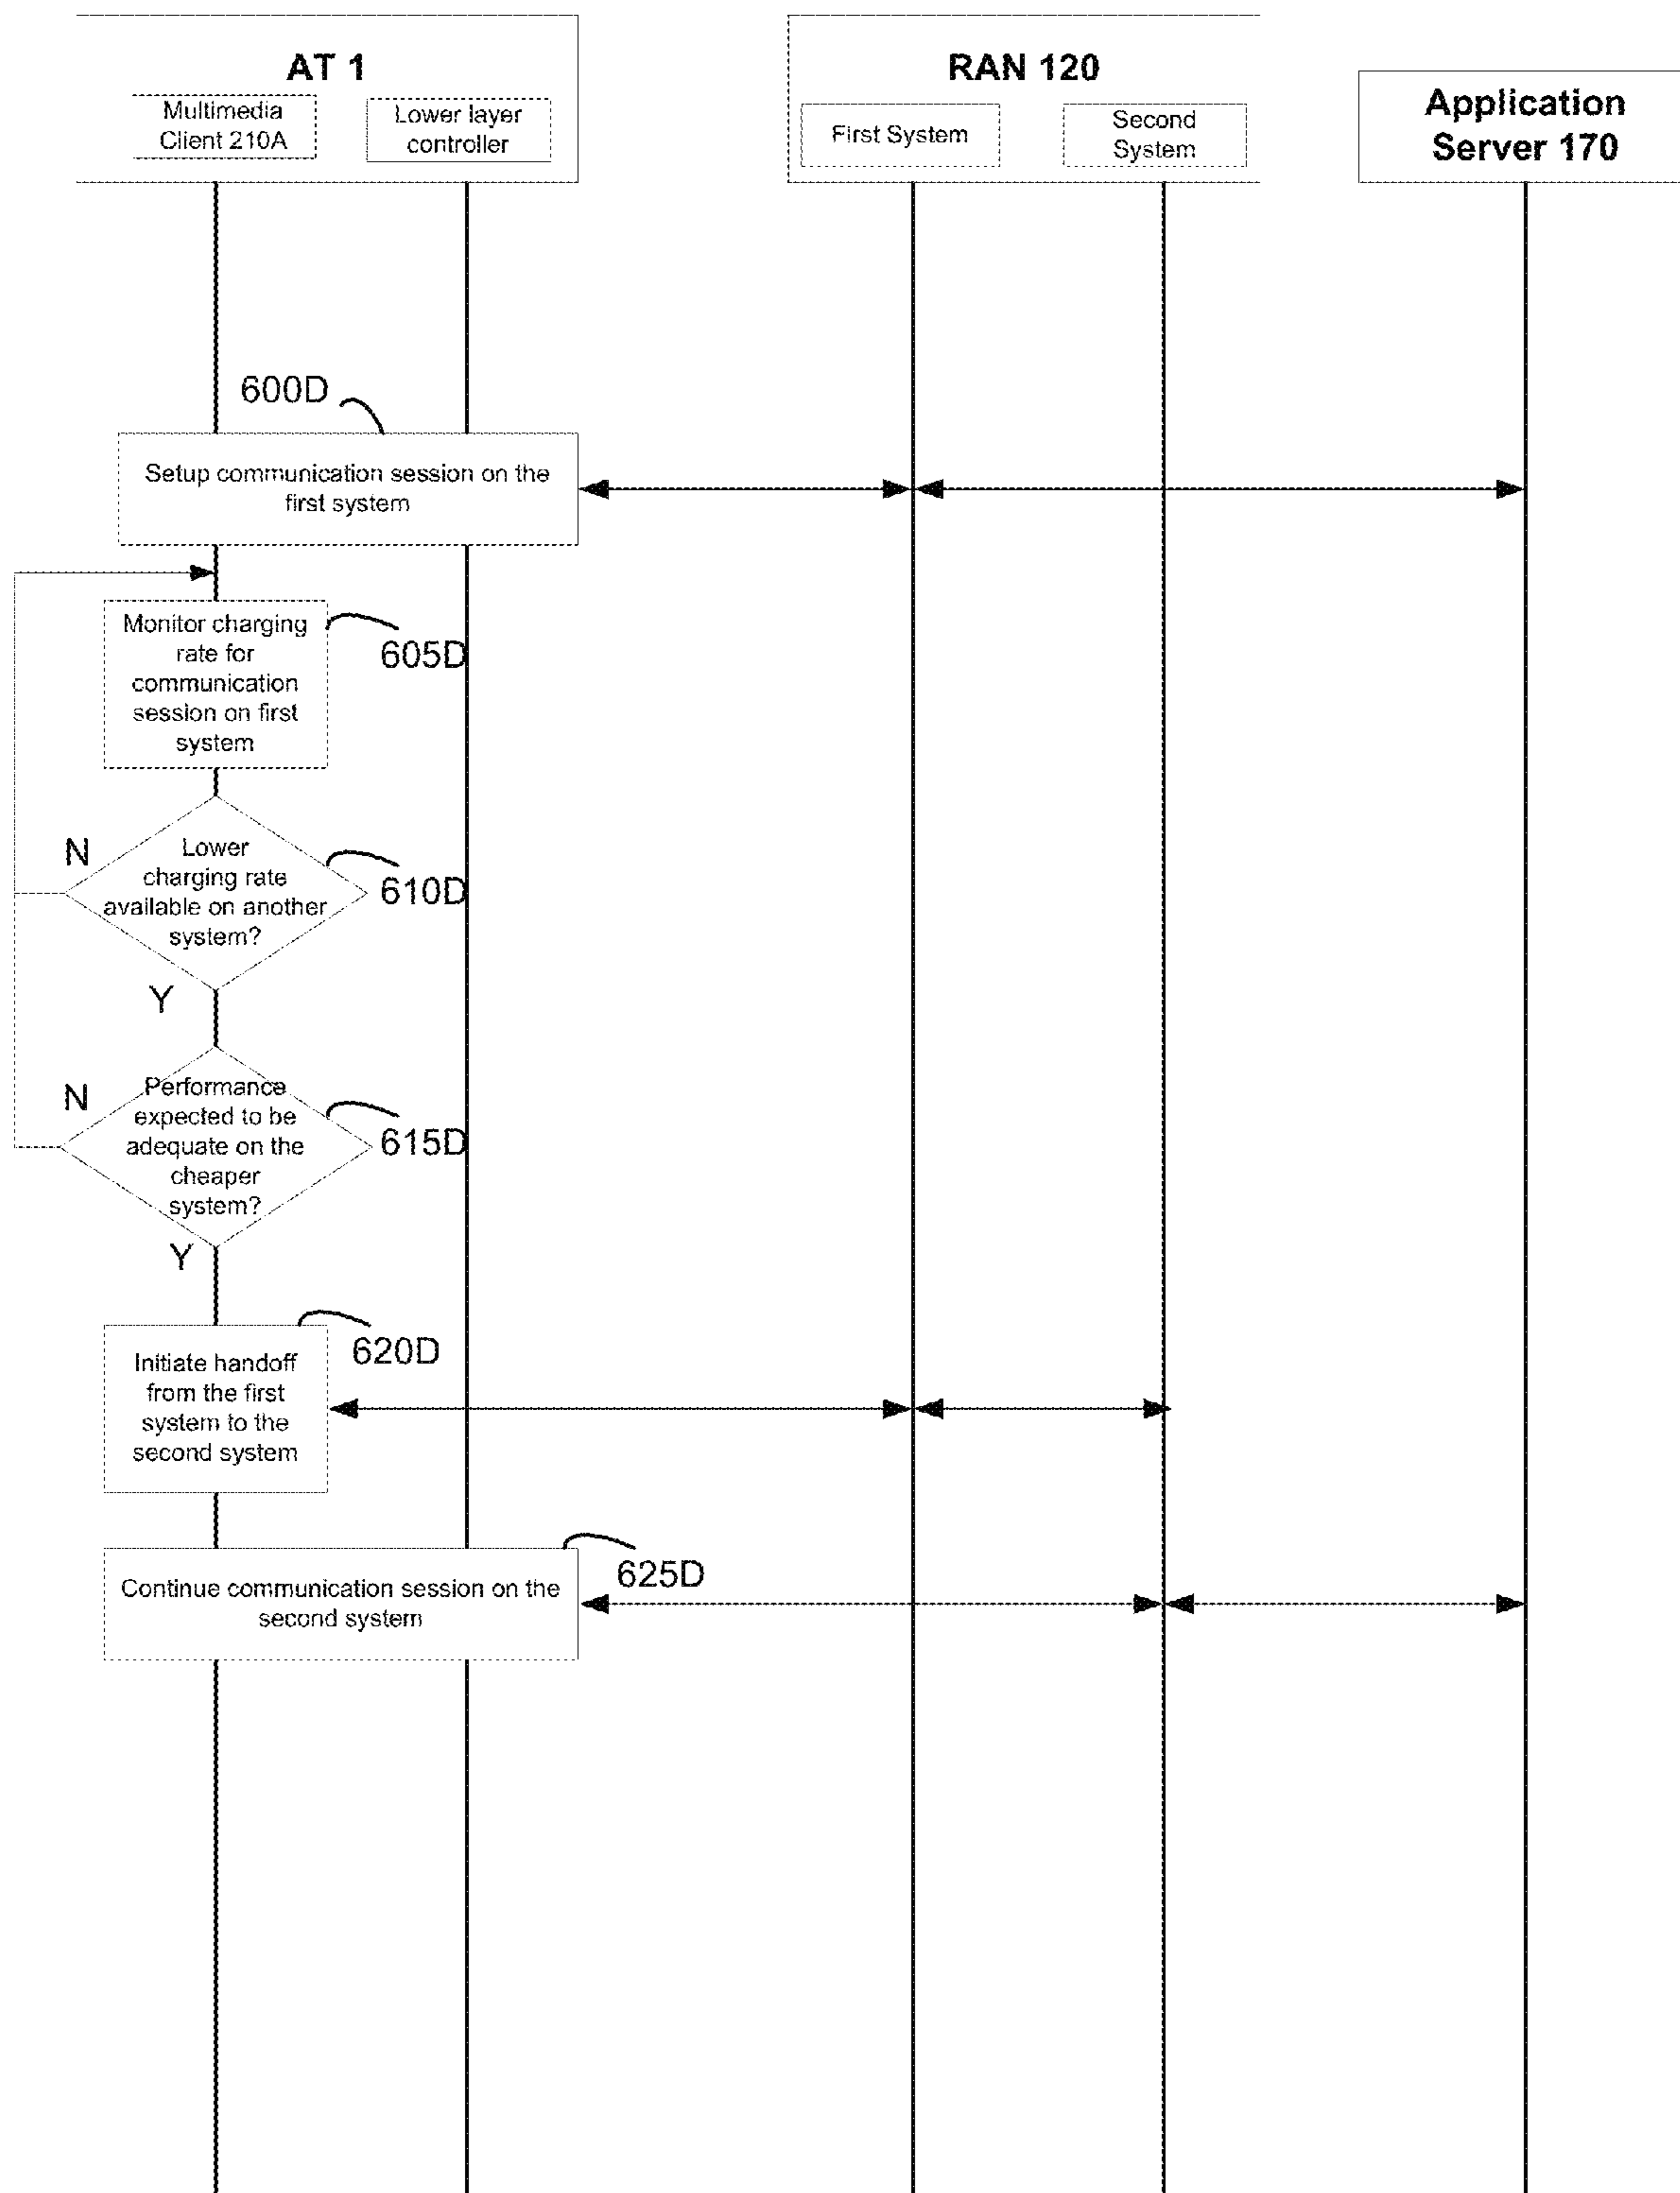 AT 1
Multimedia
Client 210A
Lower layer
controller
RAN 120
First System
Second
System
Application
Server 170
600D
Setup communication session on the
first system
Monitor charging
rate for
communication
session on first
system
605D
N
Lower
charging rate
available on another
system?
610D
Y
N
Performance
expected to be
adequate on the
cheaper
system?
615D
Y
620D
Initiate handoff
from the first
system to the
second system
625D
Continue communication session on the
second system